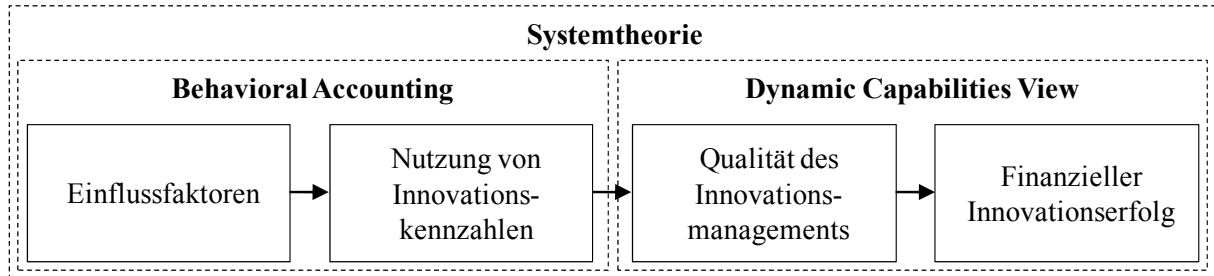 Systemtheorie
Behavioral Accounting
Dynamic Capabilities View
Einflussfaktoren
Nutzung von
Innovations-
kennzahlen
Qualität des
Innovations-
managements
Finanzieller
Innovationserfolg